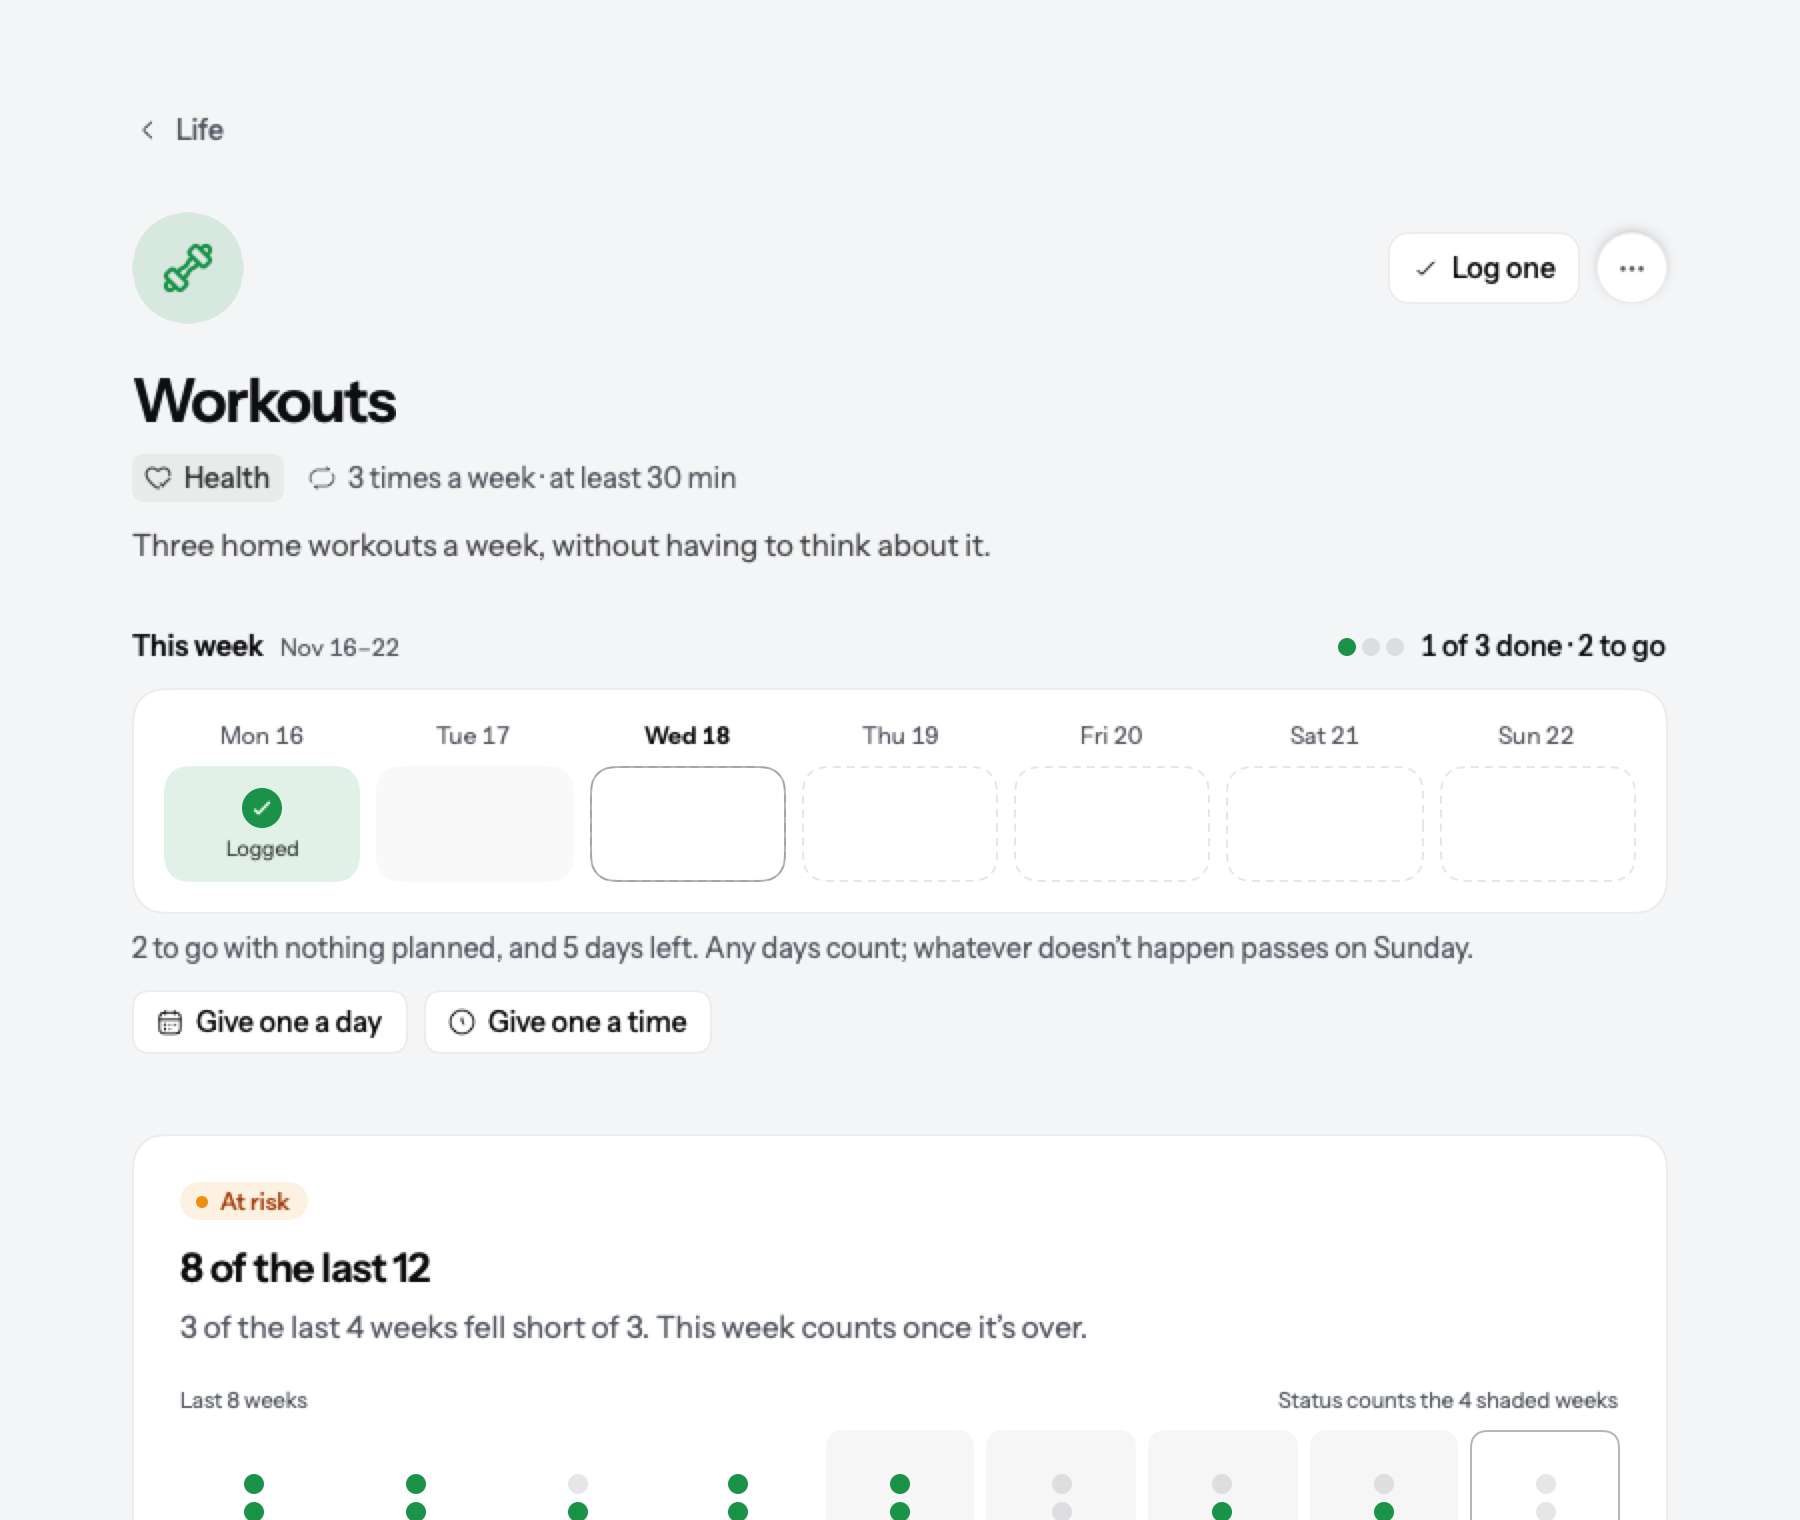 Life
Log one
Workouts
Health
3 times a week · at least 30 min
Three home workouts a week, without having to think about it.
This week Nov 16–22
1 of 3 done · 2 to go
Mon 16
Tue 17
Wed 18
Thu 19
Fri 20
Sat 21
Sun 22
Logged
2 to go with nothing planned, and 5 days left. Any days count; whatever doesn’t happen passes on Sunday.
Give one a day
Give one a time
At risk
8 of the last 12
3 of the last 4 weeks fell short of 3. This week counts once it’s over.
Last 8 weeks
Status counts the 4 shaded weeks